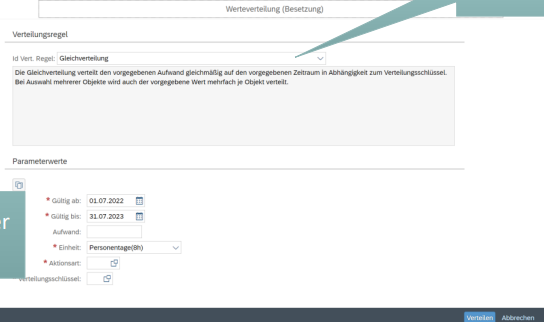 Werteverteilung (Besetzung)
Verteilungsregel
Id Vert. Regel: Gleichverteilung
Die Gleichverteilung verteilt den vorgegebenen Aufwand gleichmäßig auf den vorgegebenen Zeitraum in Abhängigkeit zum Verteilungsschlüssel.
Bei Auswahl mehrerer Objekte wird auch der vorgegebene Wert mehrfach je Objekt verteilt.
Parameterwerte
* Gültig ab: 01.07.2022
* Gültig bis: 31.07.2023
er
Aufwand:
* Einheit: Personentage(8h)
* Aktionsart:
Verteilungsschlüssel:
Verteilen Abbrechen